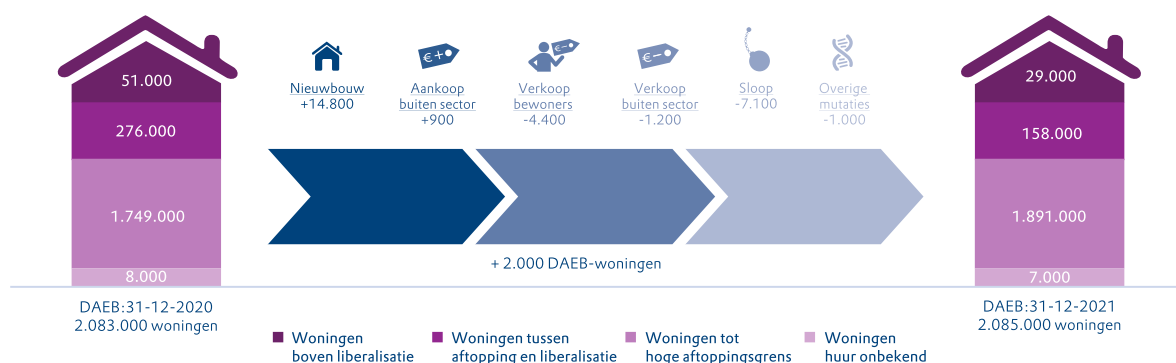 51.000
276.000
1.749.000
8.000
DAEB:31-12-2020
2.083.000 woningen
€+
Nieuwbouw
+14.800
Aankoop
buiten sector
+900
€-
Verkoop
bewoners
-4.400
€-
Verkoop
buiten sector
-1.200
Sloop
-7.100
Overige
mutaties
-1.000
+ 2.000 DAEB-woningen
29.000
158.000
1.891.000
7.000
DAEB:31-12-2021
2.085.000 woningen
Woningen
boven liberalisatie
Woningen tussen
aftopping en liberalisatie
Woningen tot
hoge aftoppingsgrens
Woningen
huur onbekend